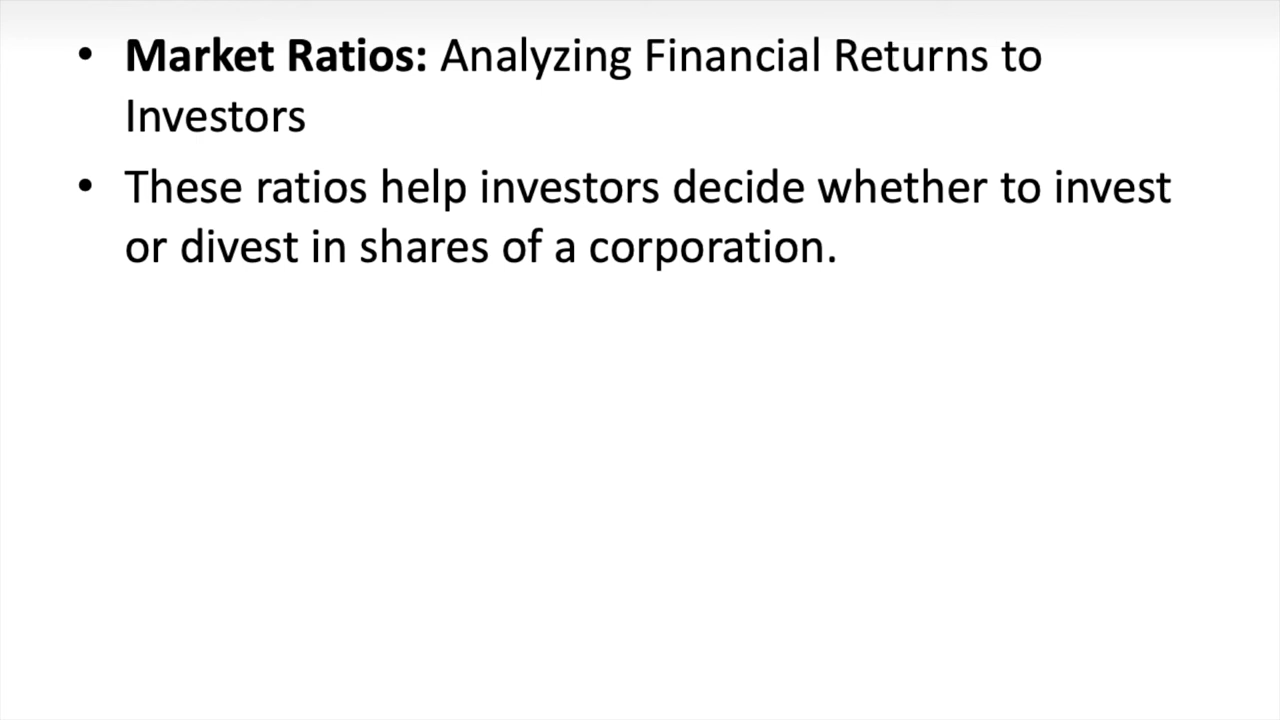 • Market Ratios: Analyzing Financial Returns to
Investors
• These ratios help investors decide whether to invest
or divest in shares of a corporation.